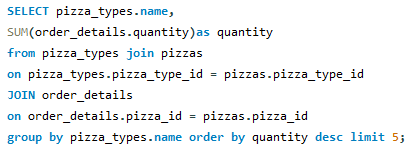 SELECT pizza_types.name,
SUM(order_details.quantity)as quantity
from pizza_types join pizzas
on pizza_types.pizza_type_id = pizzas.pizza_type_id
JOIN order_details
on order_details.pizza_id = pizzas.pizza_id
group by pizza_types.name order by quantity desc limit 5;